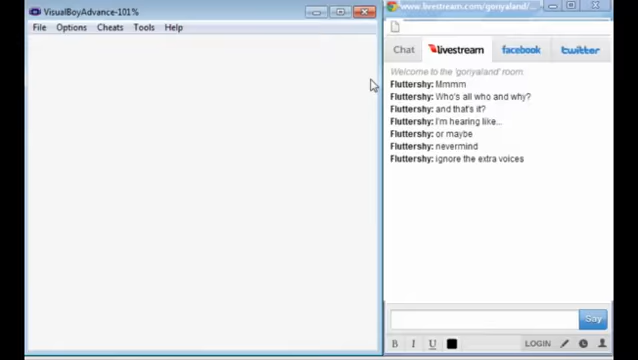 VisualBoyAdvance-101%
File Options Cheats Tools Help
www.livestream.com/goriyaland/...
Chat livestream facebook twitter
Welcome to the 'goriyaland' room.
Fluttershy: Mmmm
Fluttershy: Who's all who and why?
Fluttershy: and that's it?
Fluttershy: I'm hearing like...
Fluttershy: or maybe
Fluttershy: nevermind
Fluttershy: ignore the extra voices
Say
B I U LOGIN